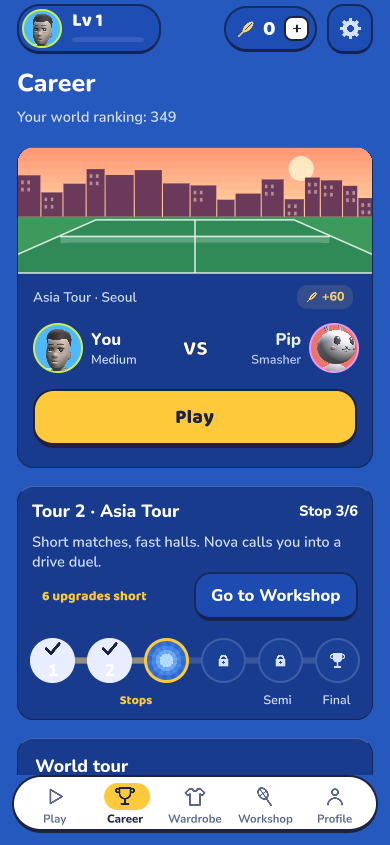 Lv 1
0
+
Career
Your world ranking: 349
Asia Tour · Seoul
+60
You
Medium
VS
Pip
Smasher
Play
Tour 2 · Asia Tour
Stop 3/6
Short matches, fast halls. Nova calls you into a
drive duel.
6 upgrades short
Go to Workshop
1
2
Stops
Semi
Final
World tour
Play
Career
Wardrobe
Workshop
Profile